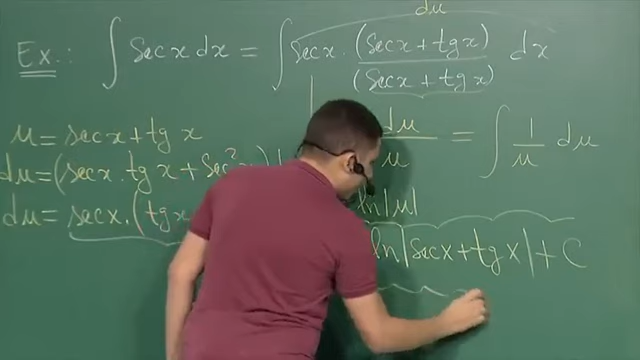 du
Ex.: ∫ sec x dx = ∫ sec x · (sec x + tg x) / (sec x + tg x) dx
u = sec x + tg x
du / u = ∫ 1/u du
du = (sec x . tg x + sec² x)
ln|u|
du = sec x . (tg x
ln|sec x + tg x| + C